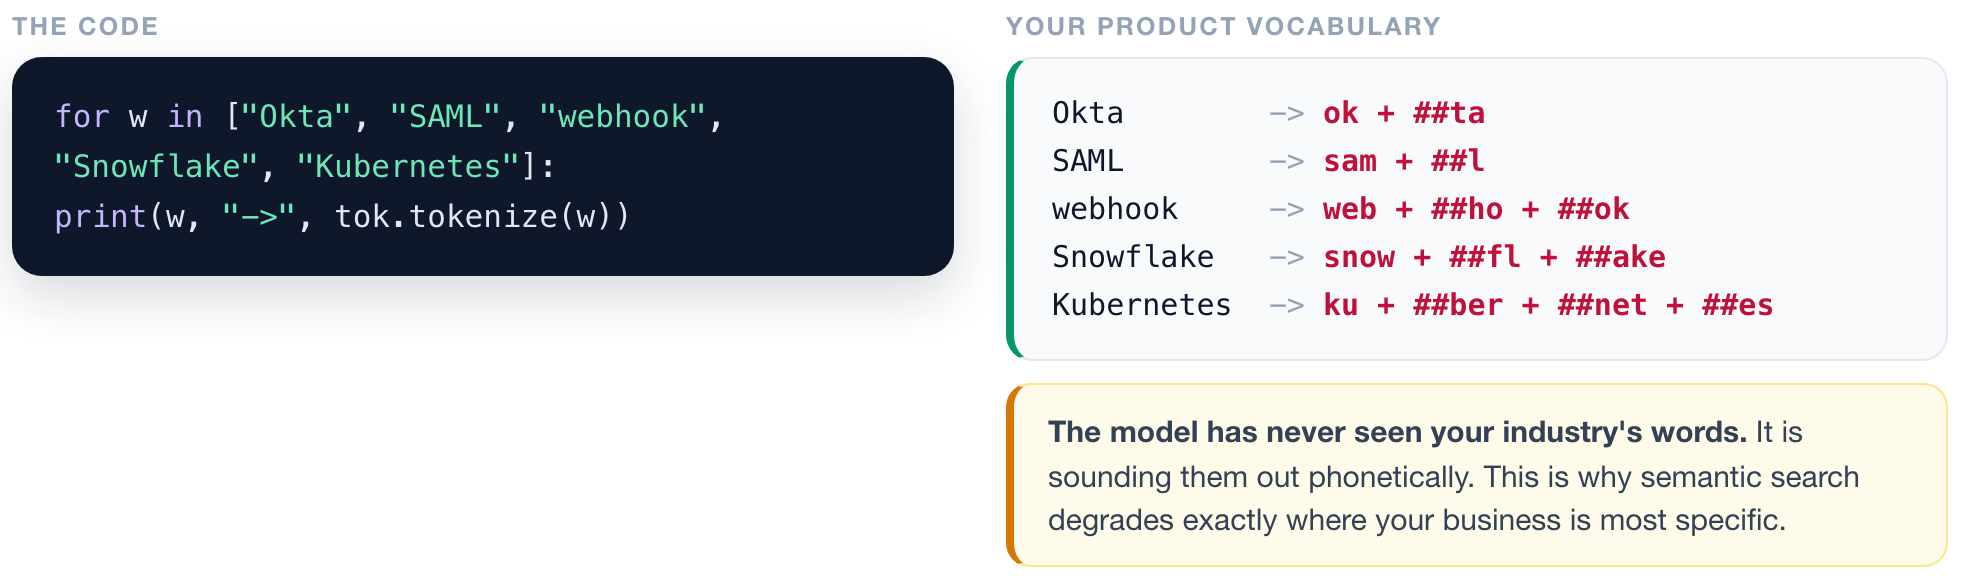 THE CODE
for w in ["Okta", "SAML", "webhook",
"Snowflake", "Kubernetes"]:
print(w, "->", tok.tokenize(w))
YOUR PRODUCT VOCABULARY
Okta -> ok + ##ta
SAML -> sam + ##l
webhook -> web + ##ho + ##ok
Snowflake -> snow + ##fl + ##ake
Kubernetes -> ku + ##ber + ##net + ##es
The model has never seen your industry's words. It is
sounding them out phonetically. This is why semantic search
degrades exactly where your business is most specific.